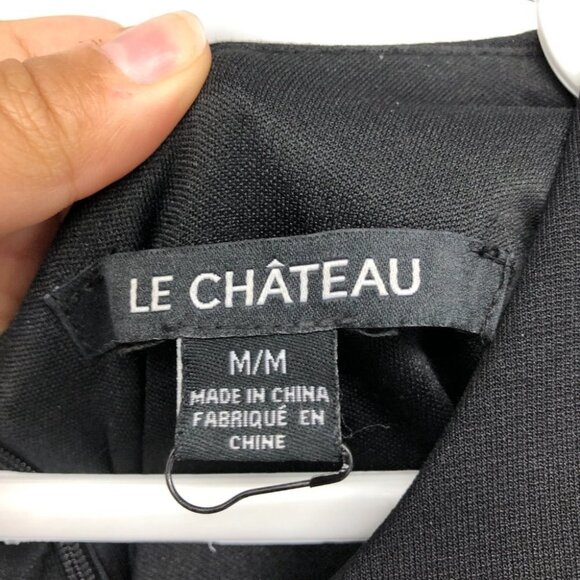 LE CHÂTEAU
M/M
MADE IN CHINA
FABRIQUÉ EN
CHINE